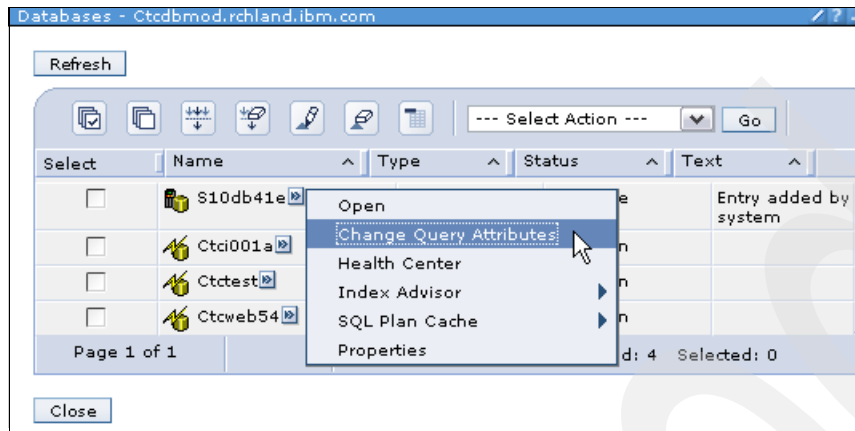 Databases - Ctcdbmod.rchland.ibm.com
Refresh
--- Select Action ---
Go
Select Name Type Status Text
S10db41e Entry added by
system
Ctci001a
Ctctest
Ctcweb54
Open
Change Query Attributes
Health Center
Index Advisor
SQL Plan Cache
Properties
Page 1 of 1 d: 4 Selected: 0
Close